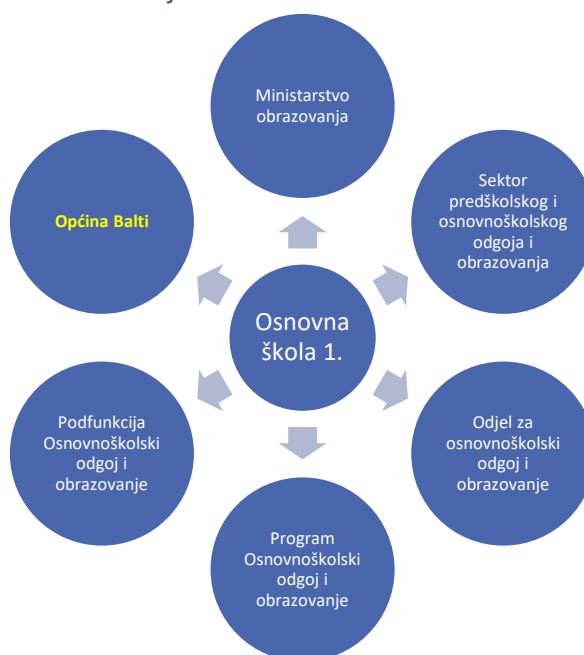 Ministarstvo
obrazovanja
Sektor
predškolskog i
osnovnoškolskog
odgoja i
obrazovanja
Općina Balti
Osnovna
škola 1.
Podfunkcija
Osnovnoškolski
odgoj i
obrazovanje
Odjel za
osnovnoškolski
odgoj i
obrazovanje
Program
Osnovnoškolski
odgoj i
obrazovanje